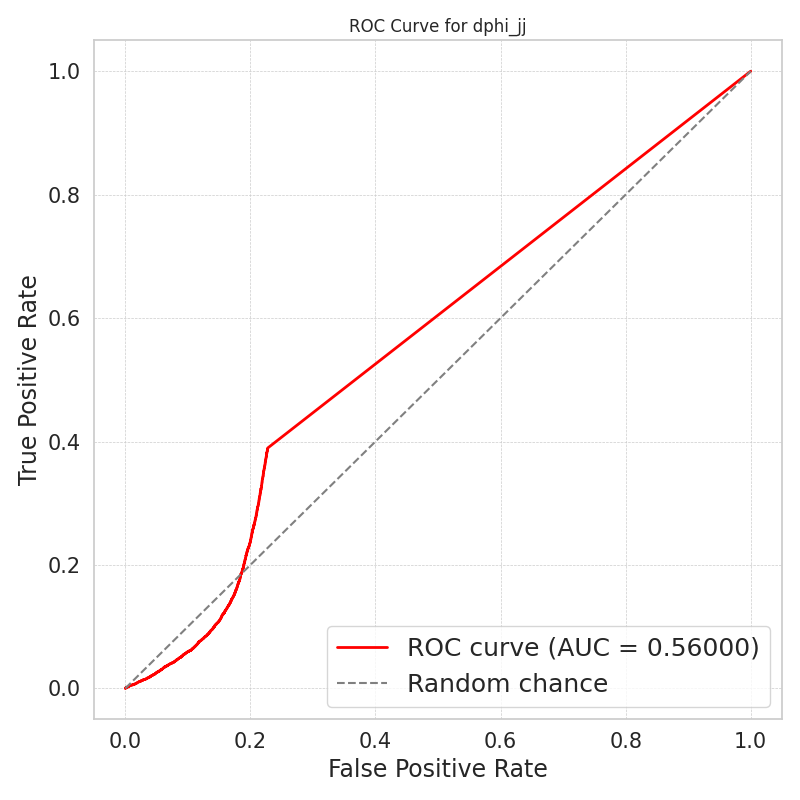 ROC Curve for dphi_jj
True Positive Rate
1.0
0.8
0.6
0.4
0.2
0.0
ROC curve (AUC = 0.56000)
Random chance
0.0 0.2 0.4 0.6 0.8 1.0
False Positive Rate